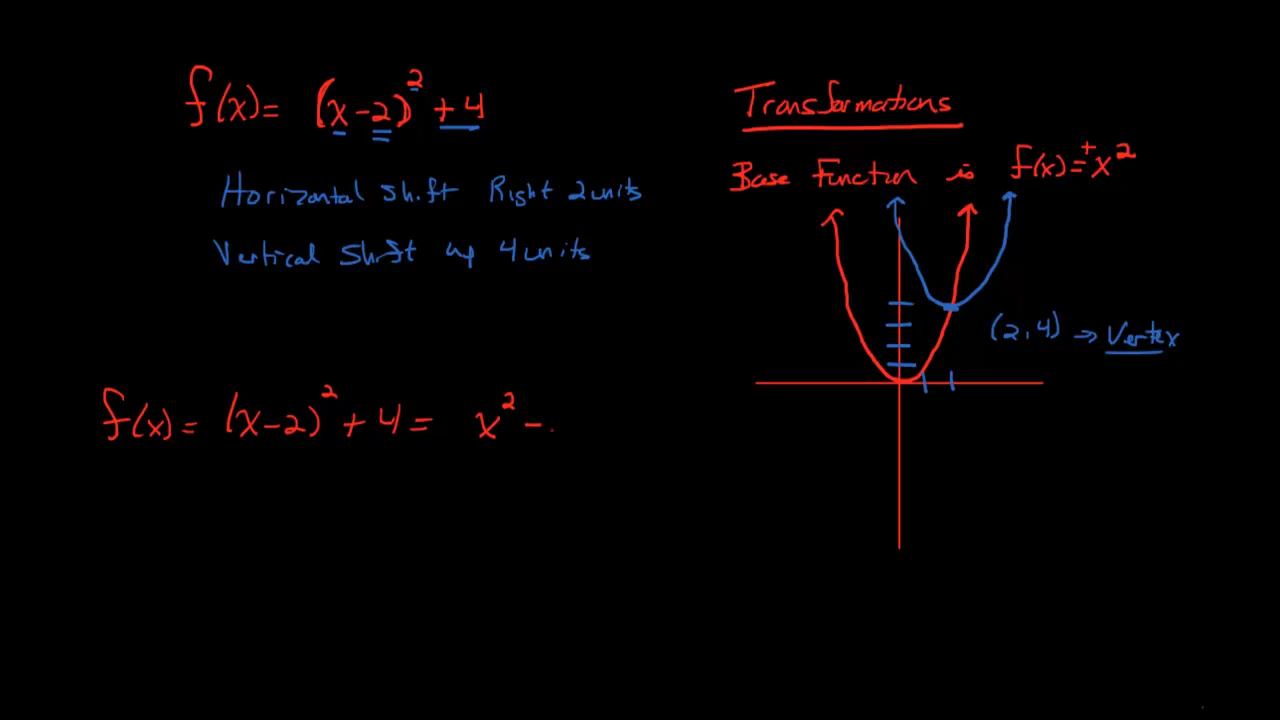 f(x) = (x-2)² + 4
Horizontal Shift Right 2 units
Vertical Shift up 4 units
f(x) = (x-2)² + 4 = x² -
Transformations
Base Function is f(x) = x²
(2,4) ⇒ Vertex